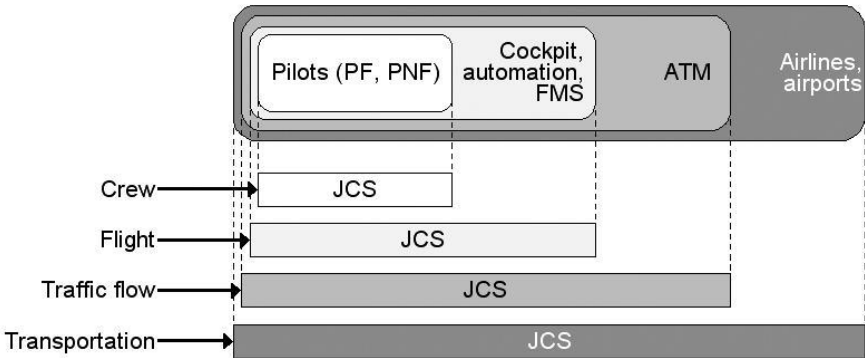 Pilots (PF, PNF)
Cockpit,
automation,
FMS
ATM
Airlines,
airports
Crew
JCS
Flight
JCS
Traffic flow
JCS
Transportation
JCS